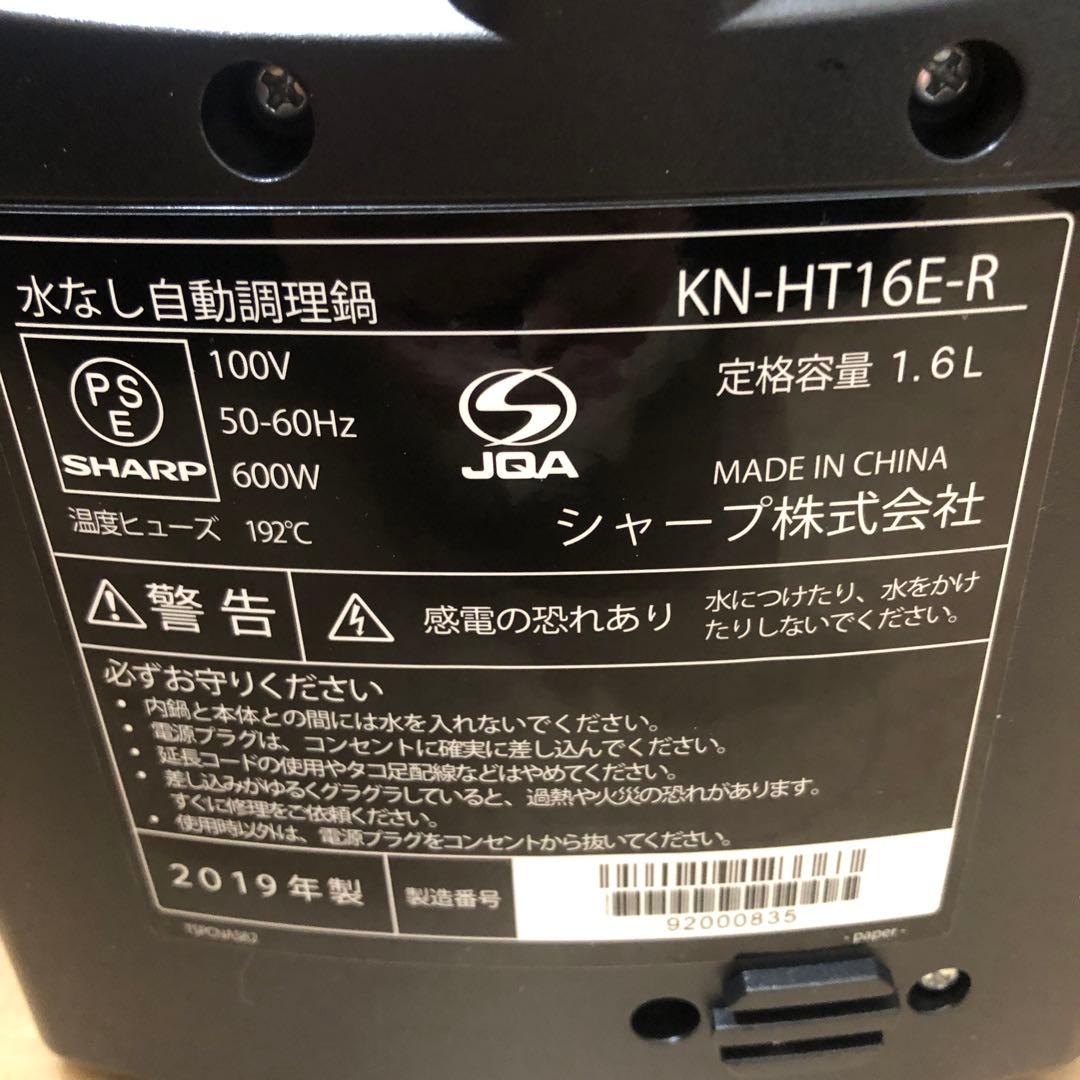 水なし自動調理鍋 KN-HT16E-R
PSE
SHARP
100V
50-60Hz
600W
温度ヒューズ 192℃
JQA
定格容量 1.6L
MADE IN CHINA
シャープ株式会社
警告
感電の恐れあり
水につけたり、水をかけ
たりしないでください。
必ずお守りください
・内鍋と本体との間には水を入れないでください。
・電源プラグは、コンセントに確実に差し込んでください。
・延長コードの使用やタコ足配線などはやめてください。
・差し込みがゆるくグラグラしていると、過熱や火災の恐れがあります。
すぐに修理をご依頼ください。
・使用時以外は、電源プラグをコンセントから抜いてください。
2019年製
製造番号
92000835
- paper -